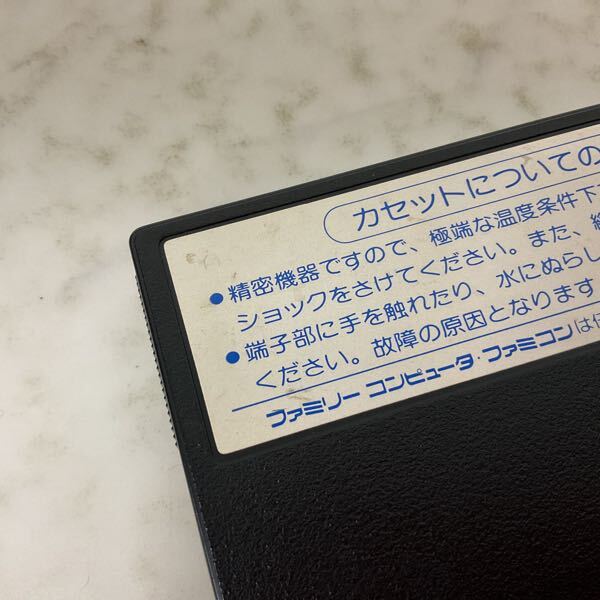 カセットについての
● 精密機器ですので、極端な温度条件下
ショックをさけてください。また、
● 端子部に手を触れたり、水にぬらし
ください。故障の原因となります
ファミリー コンピュータ・ファミコンは